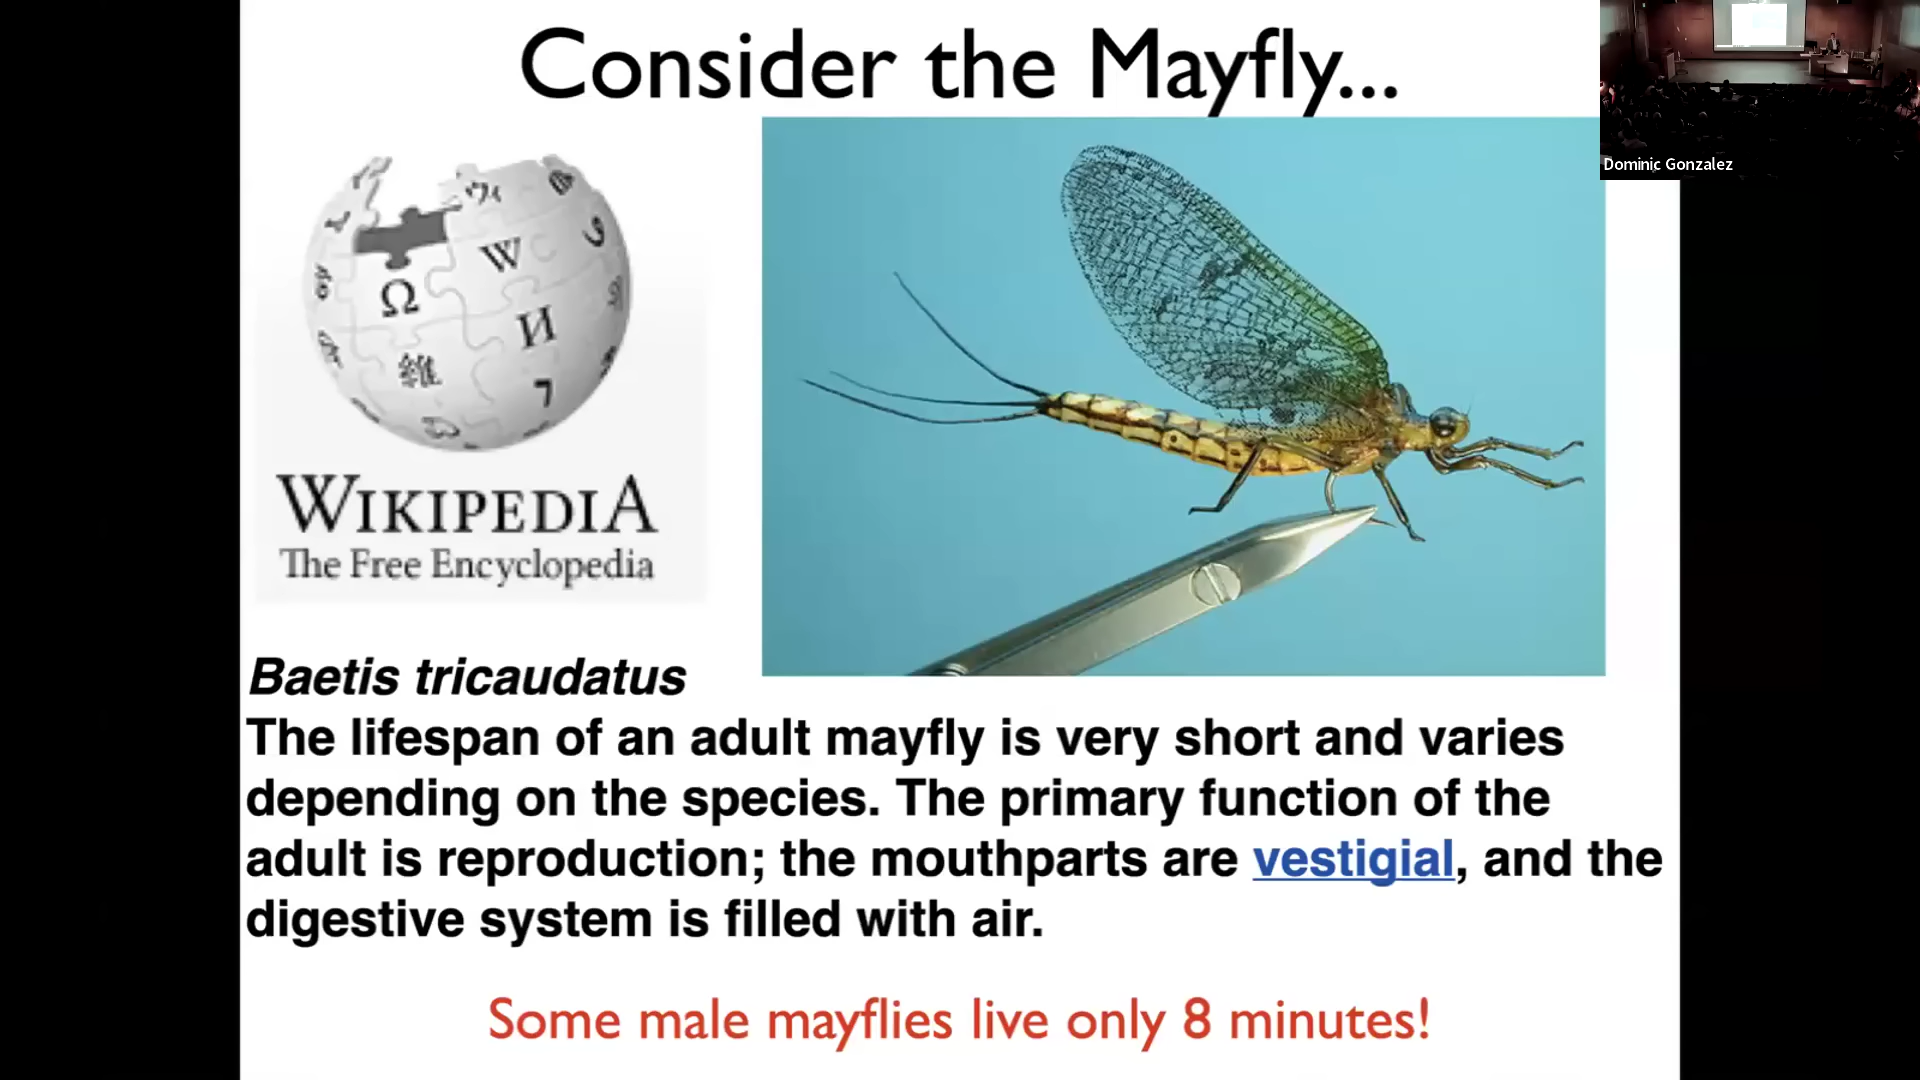 Consider the Mayfly...
Dominic Gonzalez
Ω
W
И
維
7
WIKIPEDIA
The Free Encyclopedia
Baetis tricaudatus
The lifespan of an adult mayfly is very short and varies
depending on the species. The primary function of the
adult is reproduction; the mouthparts are vestigial, and the
digestive system is filled with air.
Some male mayflies live only 8 minutes!